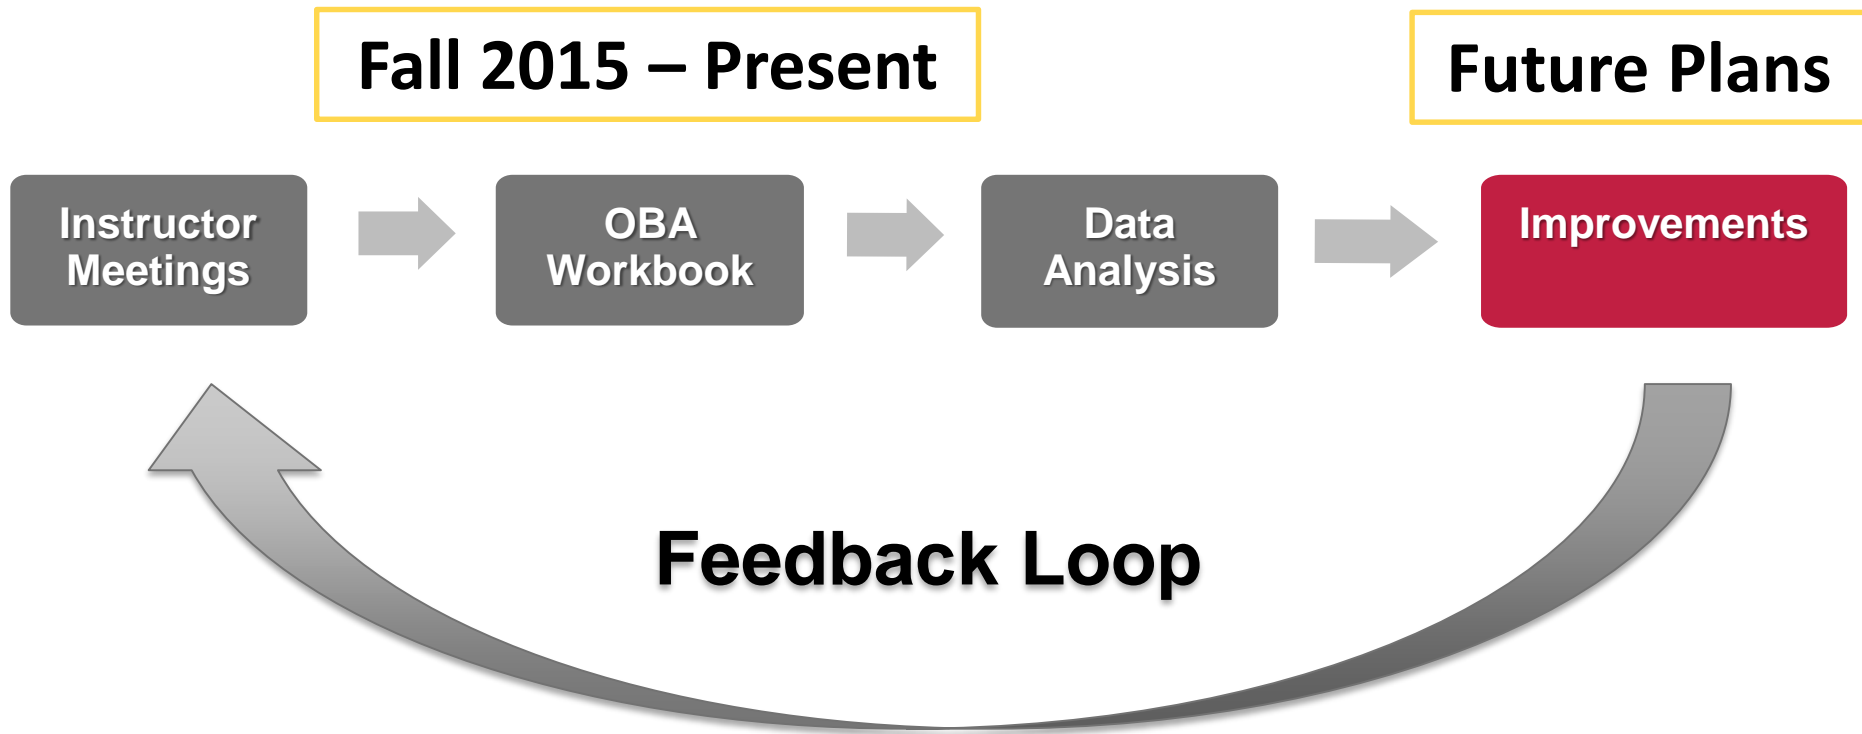 Fall 2015 – Present
Future Plans
Instructor
Meetings
OBA
Workbook
Data
Analysis
Improvements
Feedback Loop